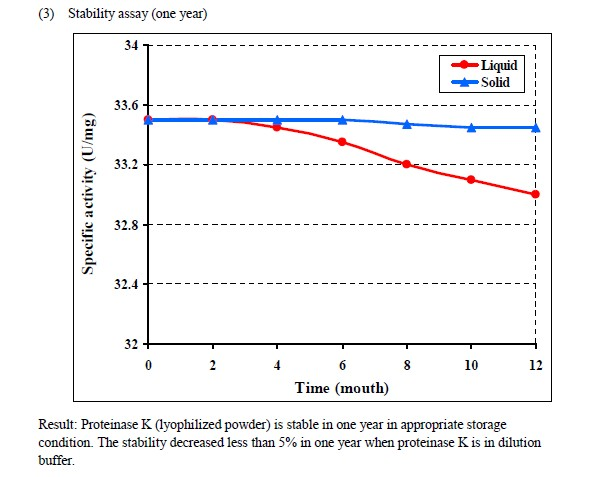 (3) Stability assay (one year)
34
Liquid
Solid
33.6
33.2
32.8
32.4
32
Specific activity (U/mg)
0 2 4 6 8 10 12
Time (mouth)
Result: Proteinase K (lyophilized powder) is stable in one year in appropriate storage
condition. The stability decreased less than 5% in one year when proteinase K is in dilution
buffer.